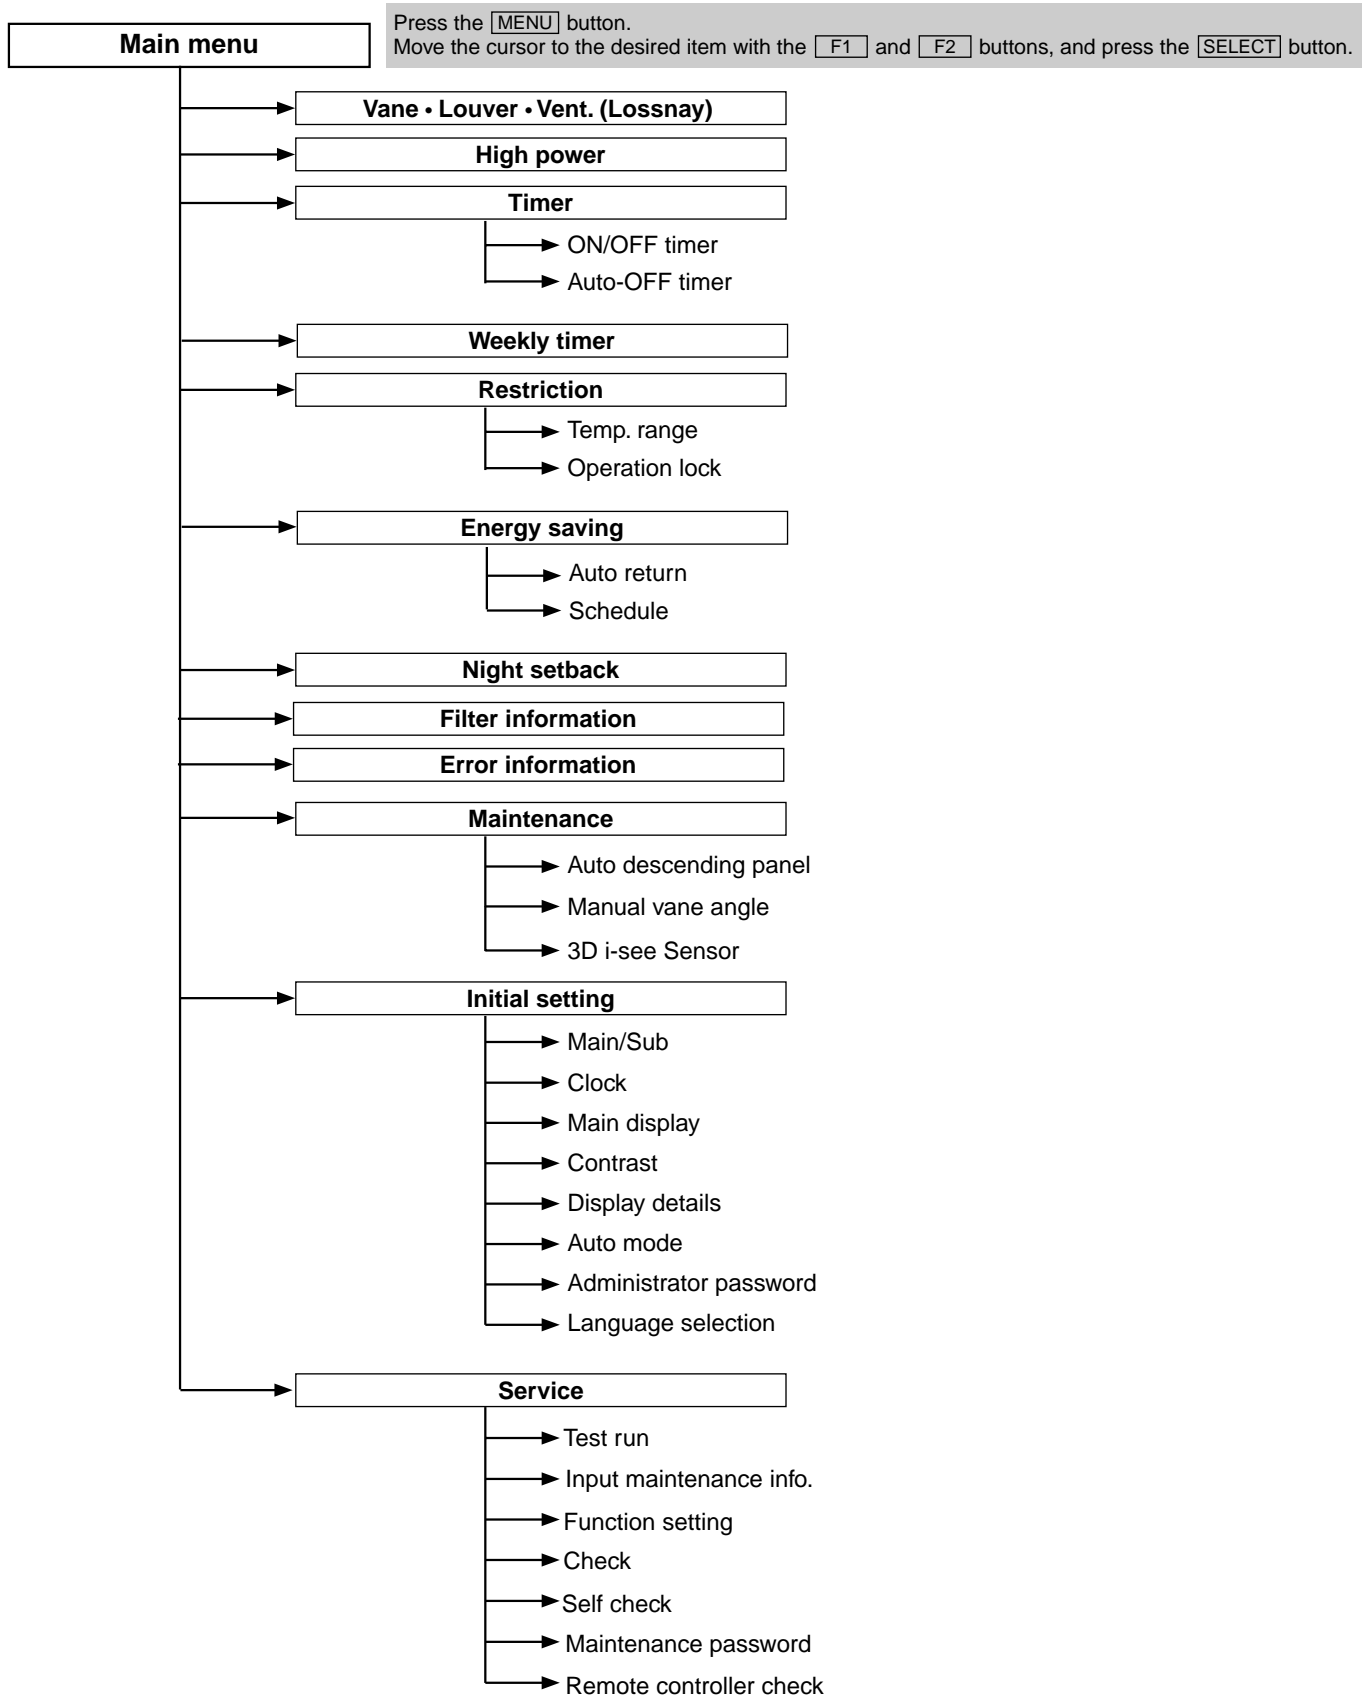 Main menu
Press the MENU button.
Move the cursor to the desired item with the F1 and F2 buttons, and press the SELECT button.
Vane • Louver • Vent. (Lossnay)
High power
Timer
ON/OFF timer
Auto-OFF timer
Weekly timer
Restriction
Temp. range
Operation lock
Energy saving
Auto return
Schedule
Night setback
Filter information
Error information
Maintenance
Auto descending panel
Manual vane angle
3D i-see Sensor
Initial setting
Main/Sub
Clock
Main display
Contrast
Display details
Auto mode
Administrator password
Language selection
Service
Test run
Input maintenance info.
Function setting
Check
Self check
Maintenance password
Remote controller check